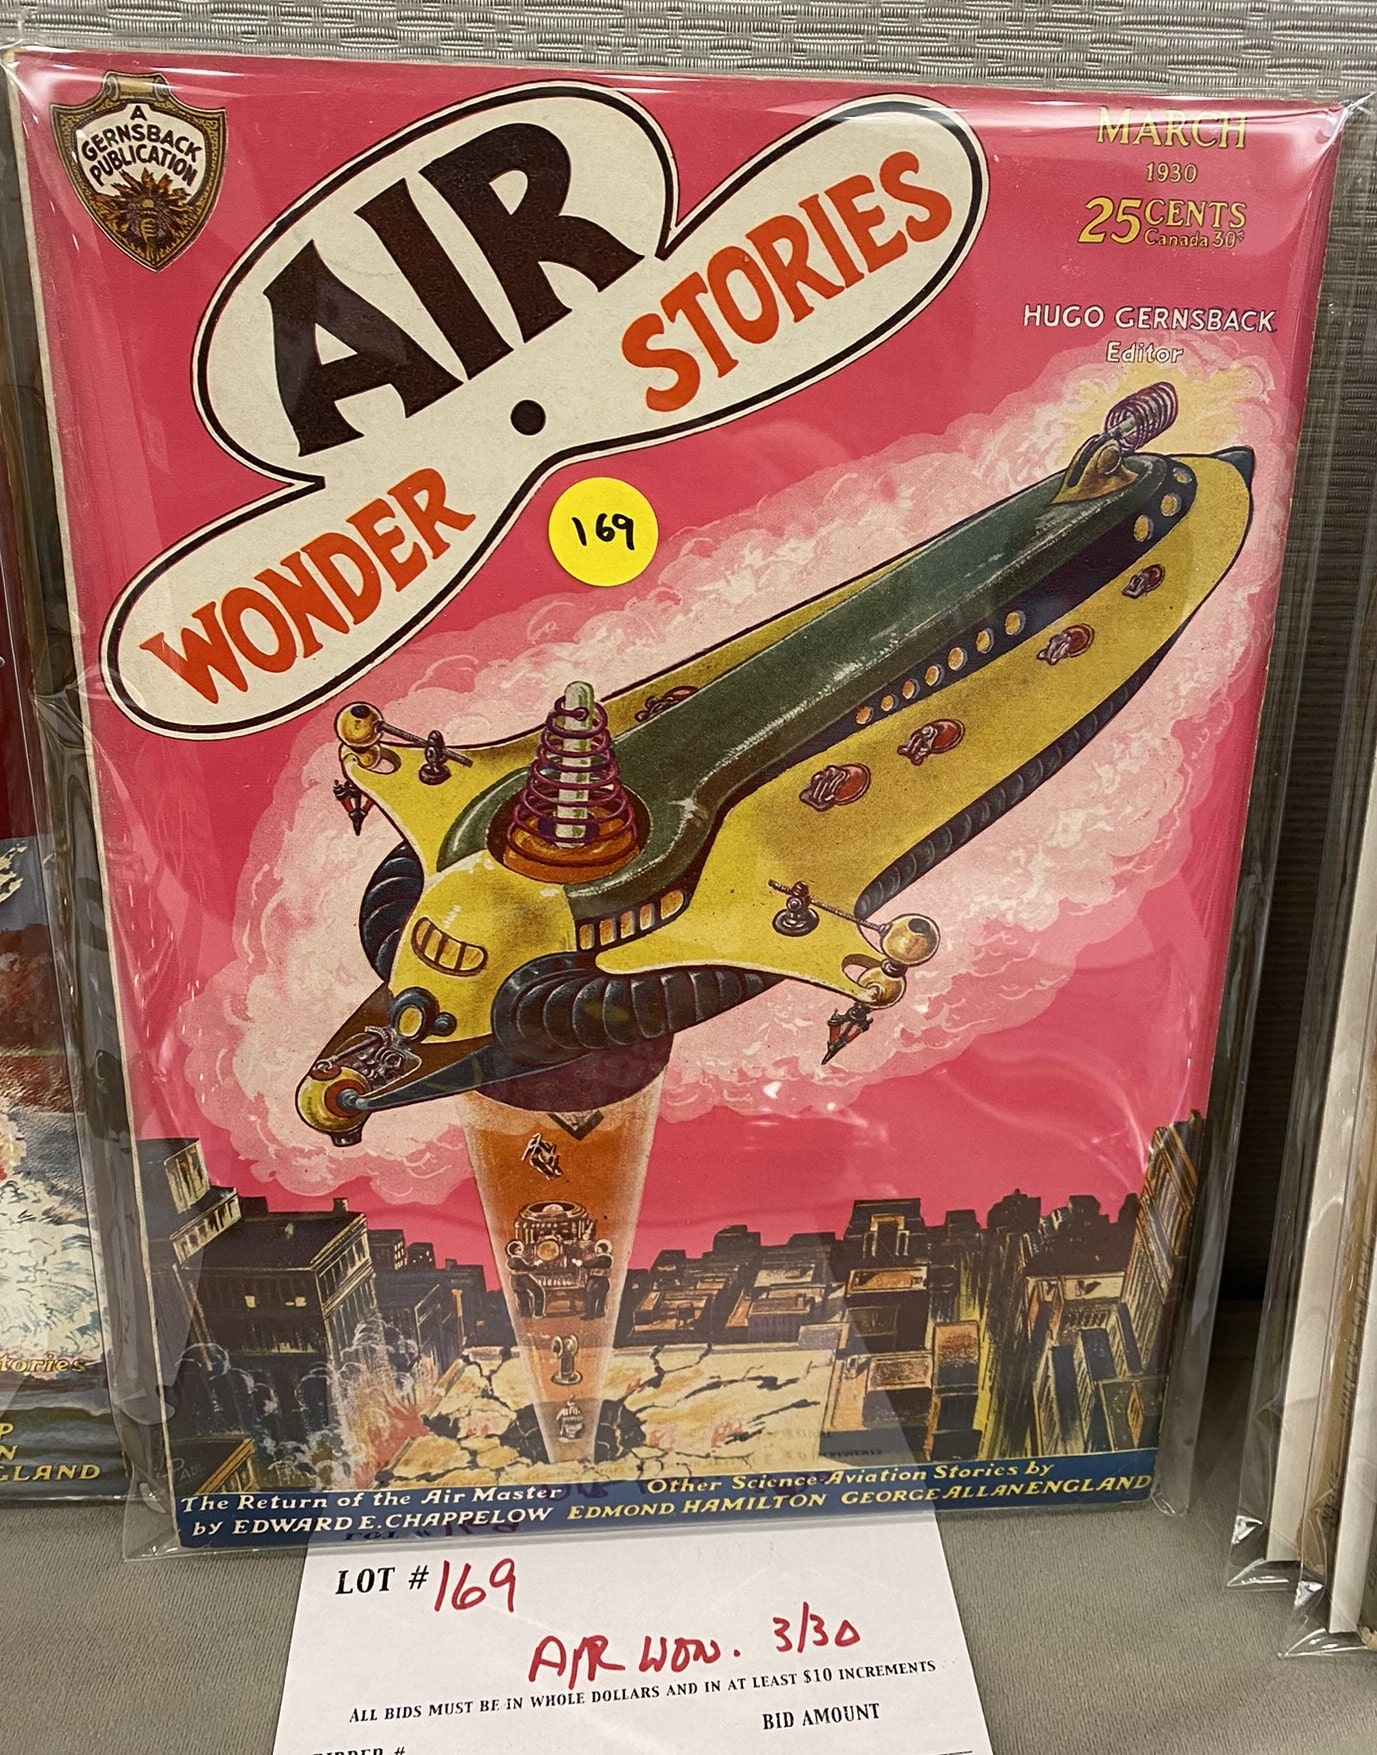 A
GERNSBACK
PUBLICATION
AIR
WONDER STORIES
MARCH
1930
25 CENTS
Canada 30¢
HUGO GERNSBACK
Editor
169
The Return of the Air Master
by EDWARD E. CHAPPELOW
Other Science-Aviation Stories by
EDMOND HAMILTON GEORGE ALLAN ENGLAND
tories
P
N
GLAND
LOT # 169
AIR WON. 3/30
ALL BIDS MUST BE IN WHOLE DOLLARS AND IN AT LEAST $10 INCREMENTS
BID AMOUNT